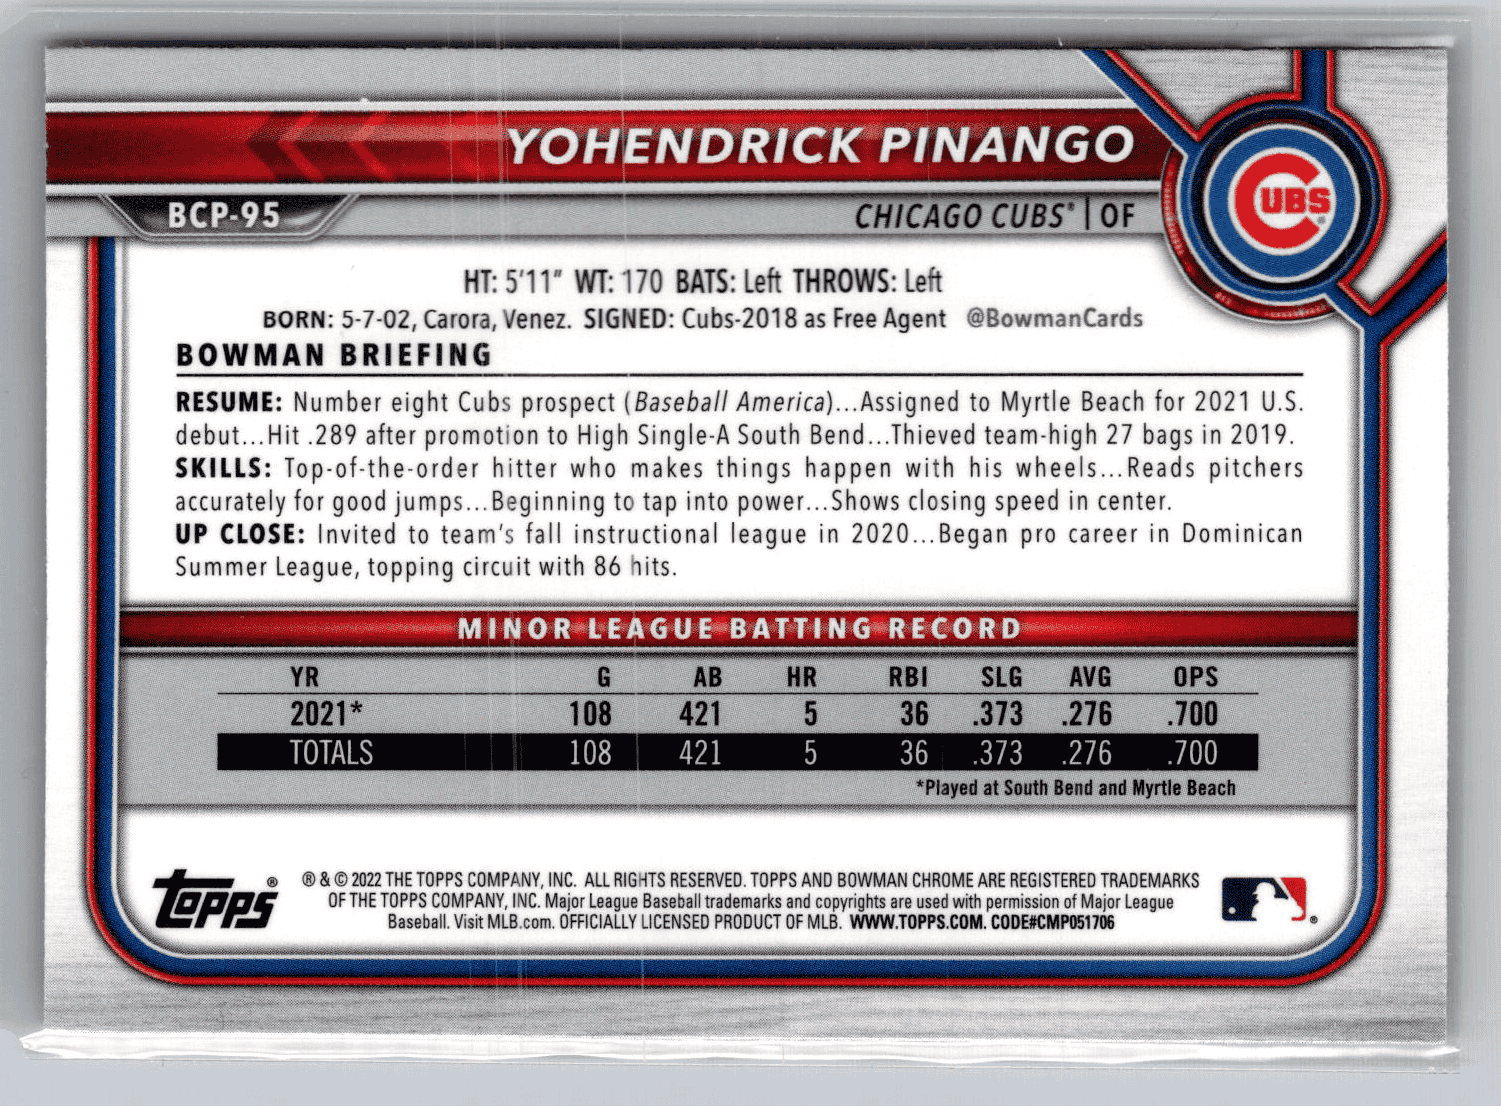 YOHENDRICK PINANGO
BCP-95
CHICAGO CUBS® | OF
CUBS®
HT: 5'11" WT: 170 BATS: Left THROWS: Left
BORN: 5-7-02, Carora, Venez. SIGNED: Cubs-2018 as Free Agent @BowmanCards
BOWMAN BRIEFING
RESUME: Number eight Cubs prospect (Baseball America)...Assigned to Myrtle Beach for 2021 U.S.
debut...Hit .289 after promotion to High Single-A South Bend...Thieved team-high 27 bags in 2019.
SKILLS: Top-of-the-order hitter who makes things happen with his wheels...Reads pitchers
accurately for good jumps...Beginning to tap into power...Shows closing speed in center.
UP CLOSE: Invited to team's fall instructional league in 2020...Began pro career in Dominican
Summer League, topping circuit with 86 hits.
MINOR LEAGUE BATTING RECORD
YR G AB HR RBI SLG AVG OPS
2021* 108 421 5 36 .373 .276 .700
TOTALS 108 421 5 36 .373 .276 .700
*Played at South Bend and Myrtle Beach
TOPPS®
® & © 2022 THE TOPPS COMPANY, INC. ALL RIGHTS RESERVED. TOPPS AND BOWMAN CHROME ARE REGISTERED TRADEMARKS
OF THE TOPPS COMPANY, INC. Major League Baseball trademarks and copyrights are used with permission of Major League
Baseball. Visit MLB.com. OFFICIALLY LICENSED PRODUCT OF MLB. WWW.TOPPS.COM. CODE#CMP051706